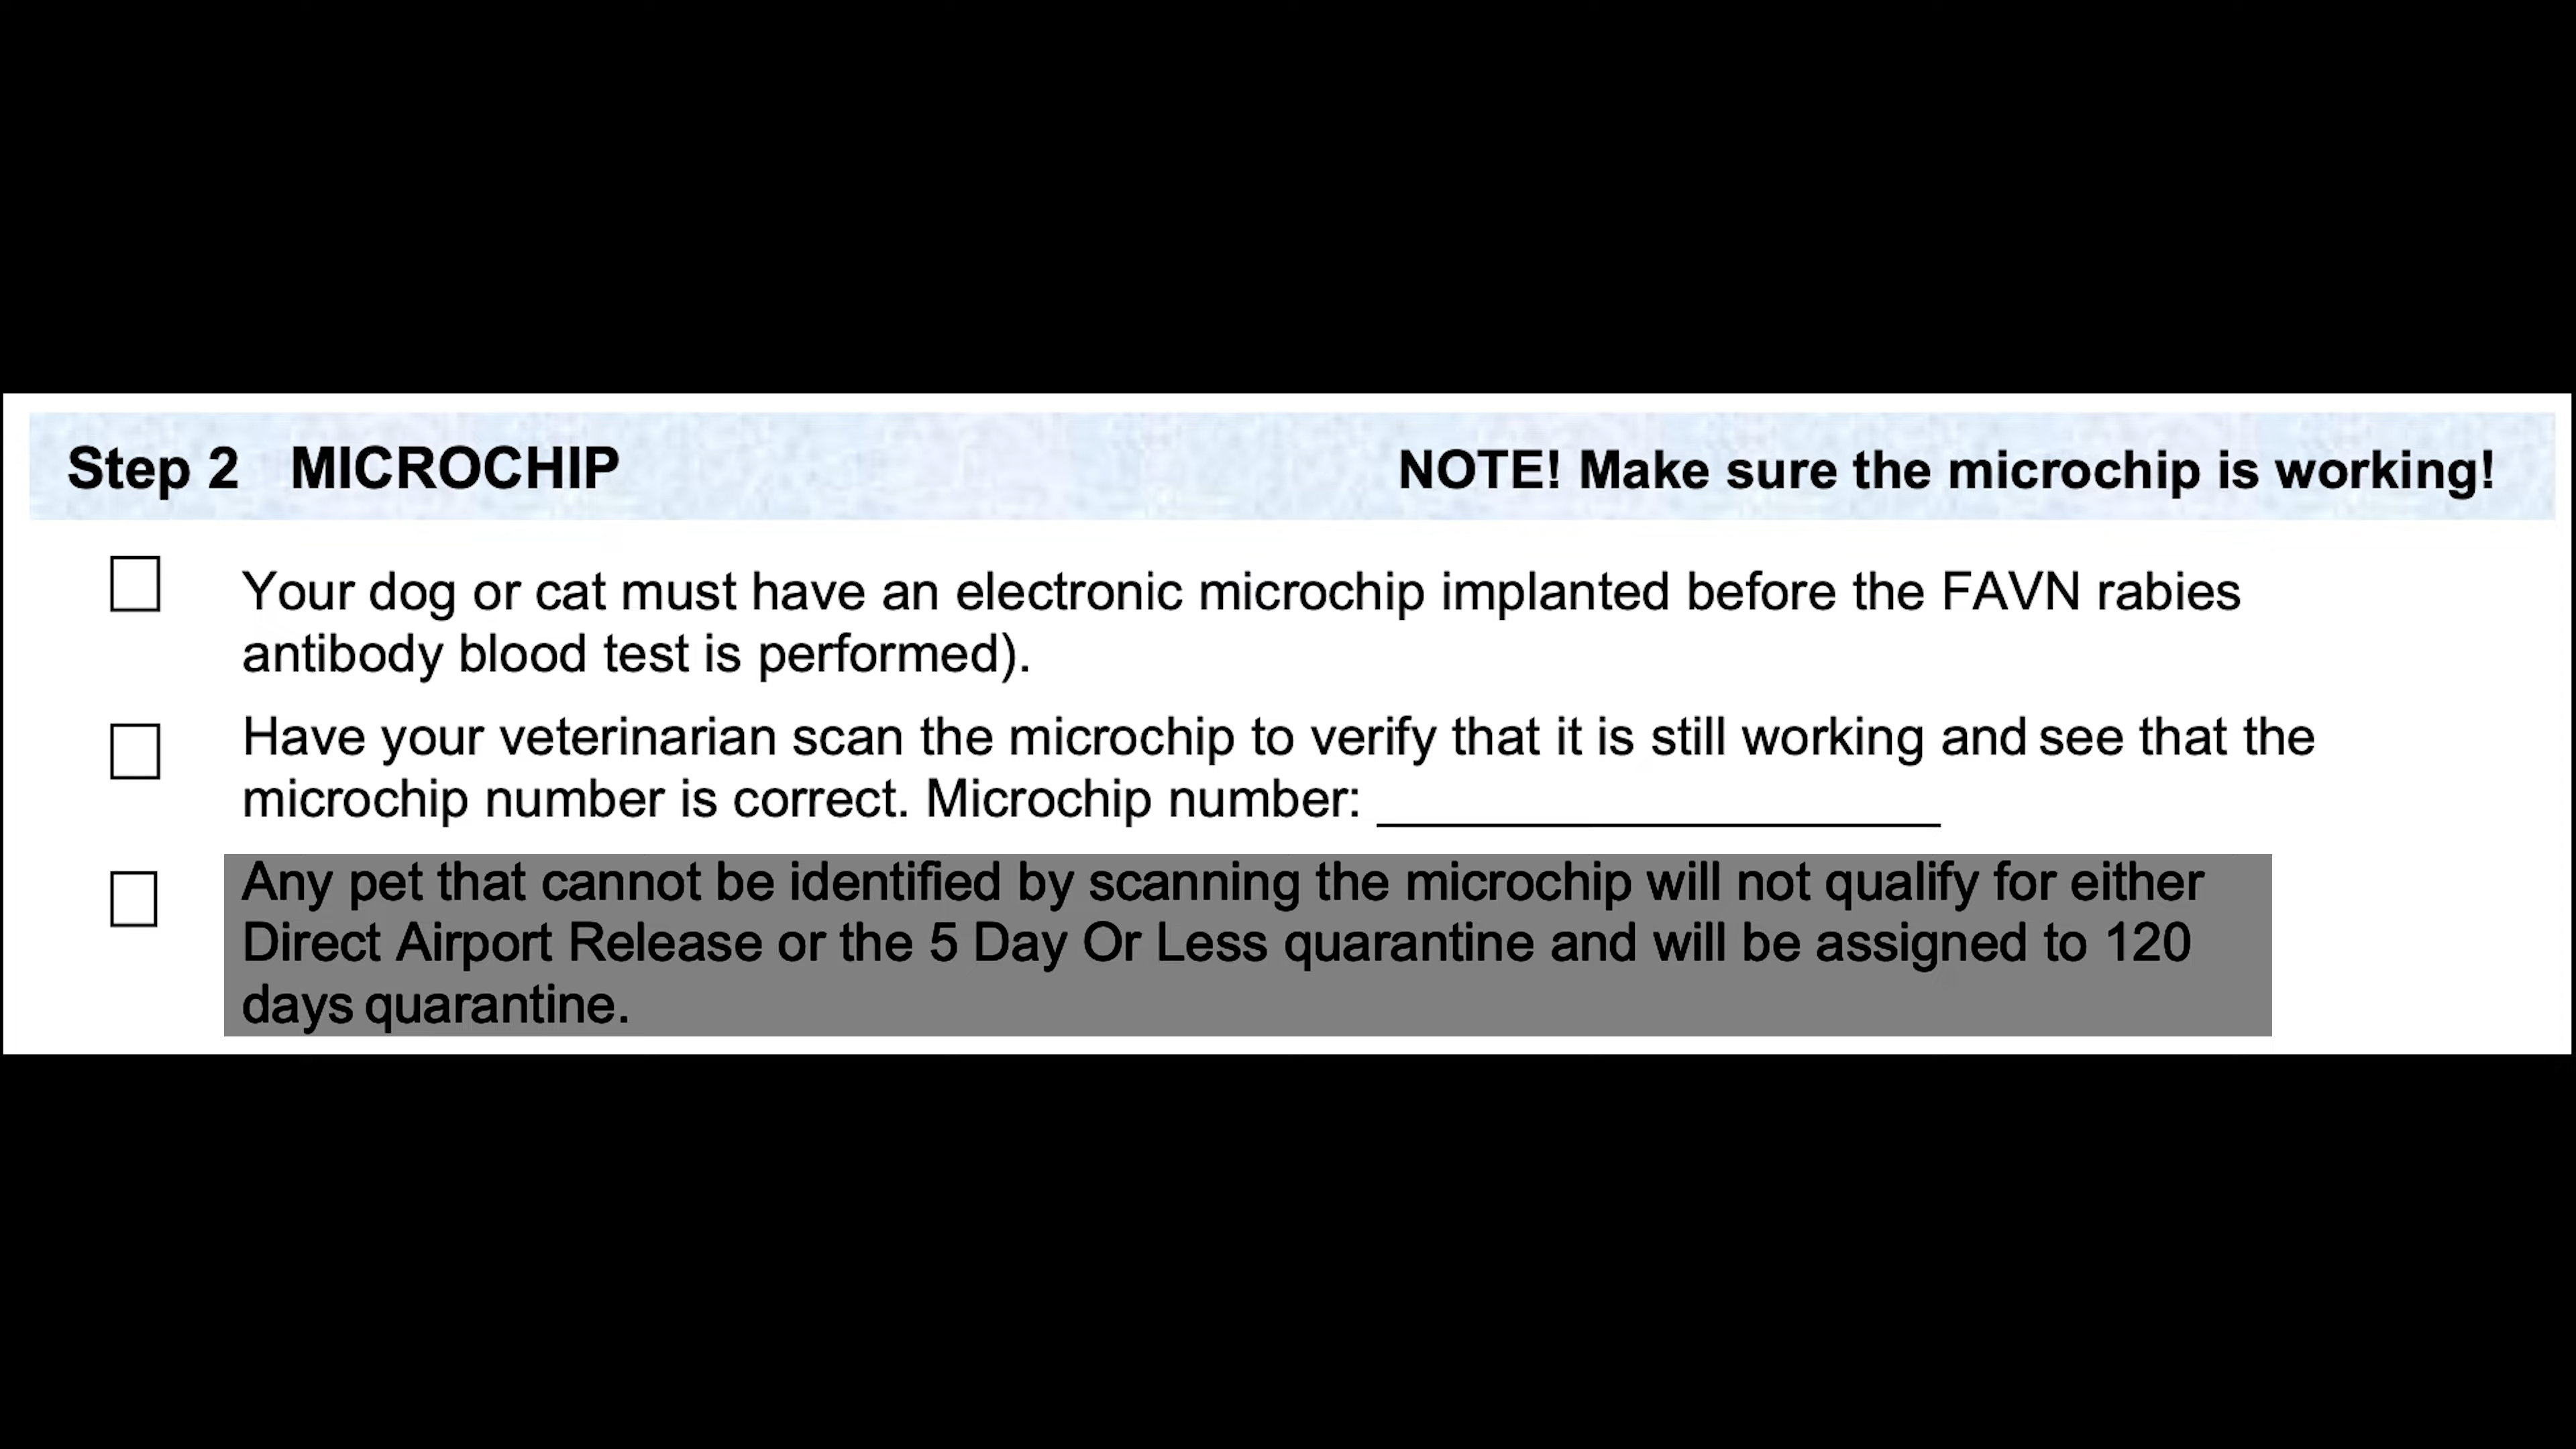 Step 2 MICROCHIP NOTE! Make sure the microchip is working!
Your dog or cat must have an electronic microchip implanted before the FAVN rabies
antibody blood test is performed).
Have your veterinarian scan the microchip to verify that it is still working and see that the
microchip number is correct. Microchip number: ____________________
Any pet that cannot be identified by scanning the microchip will not qualify for either
Direct Airport Release or the 5 Day Or Less quarantine and will be assigned to 120
days quarantine.